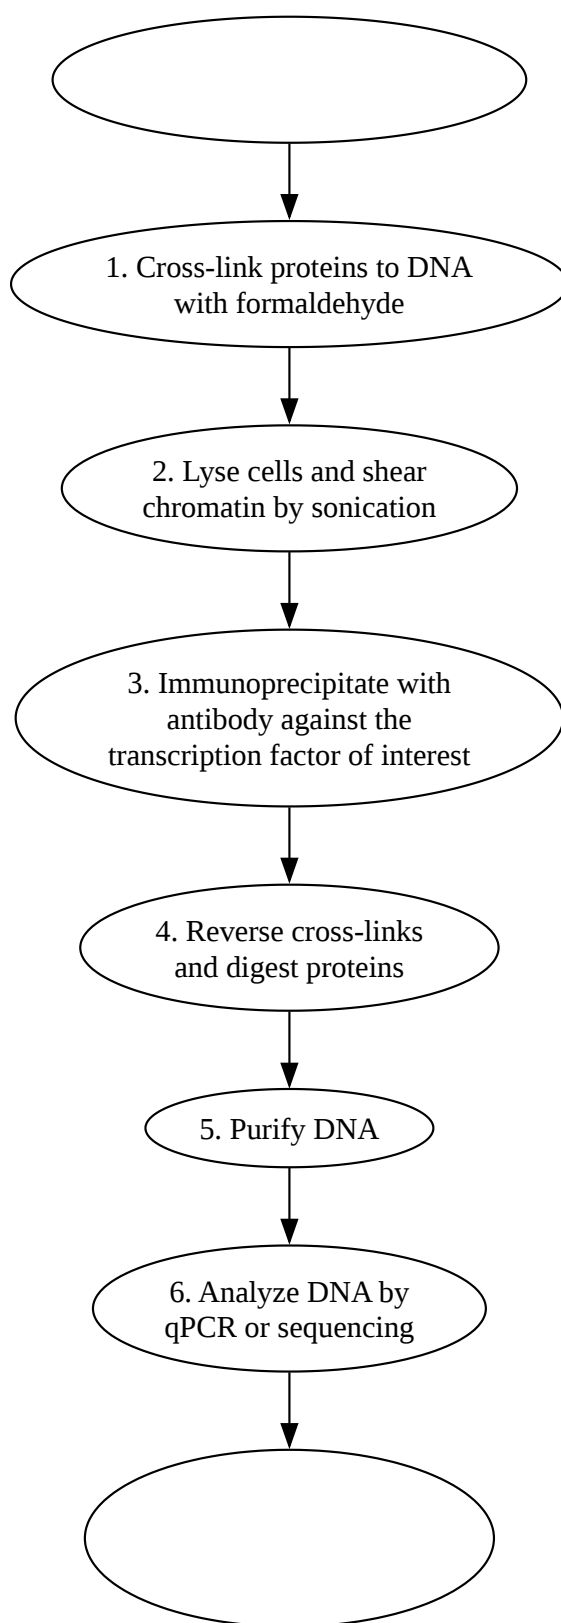 1. Cross-link proteins to DNA
with formaldehyde
2. Lyse cells and shear
chromatin by sonication
3. Immunoprecipitate with
antibody against the
transcription factor of interest
4. Reverse cross-links
and digest proteins
5. Purify DNA
6. Analyze DNA by
qPCR or sequencing